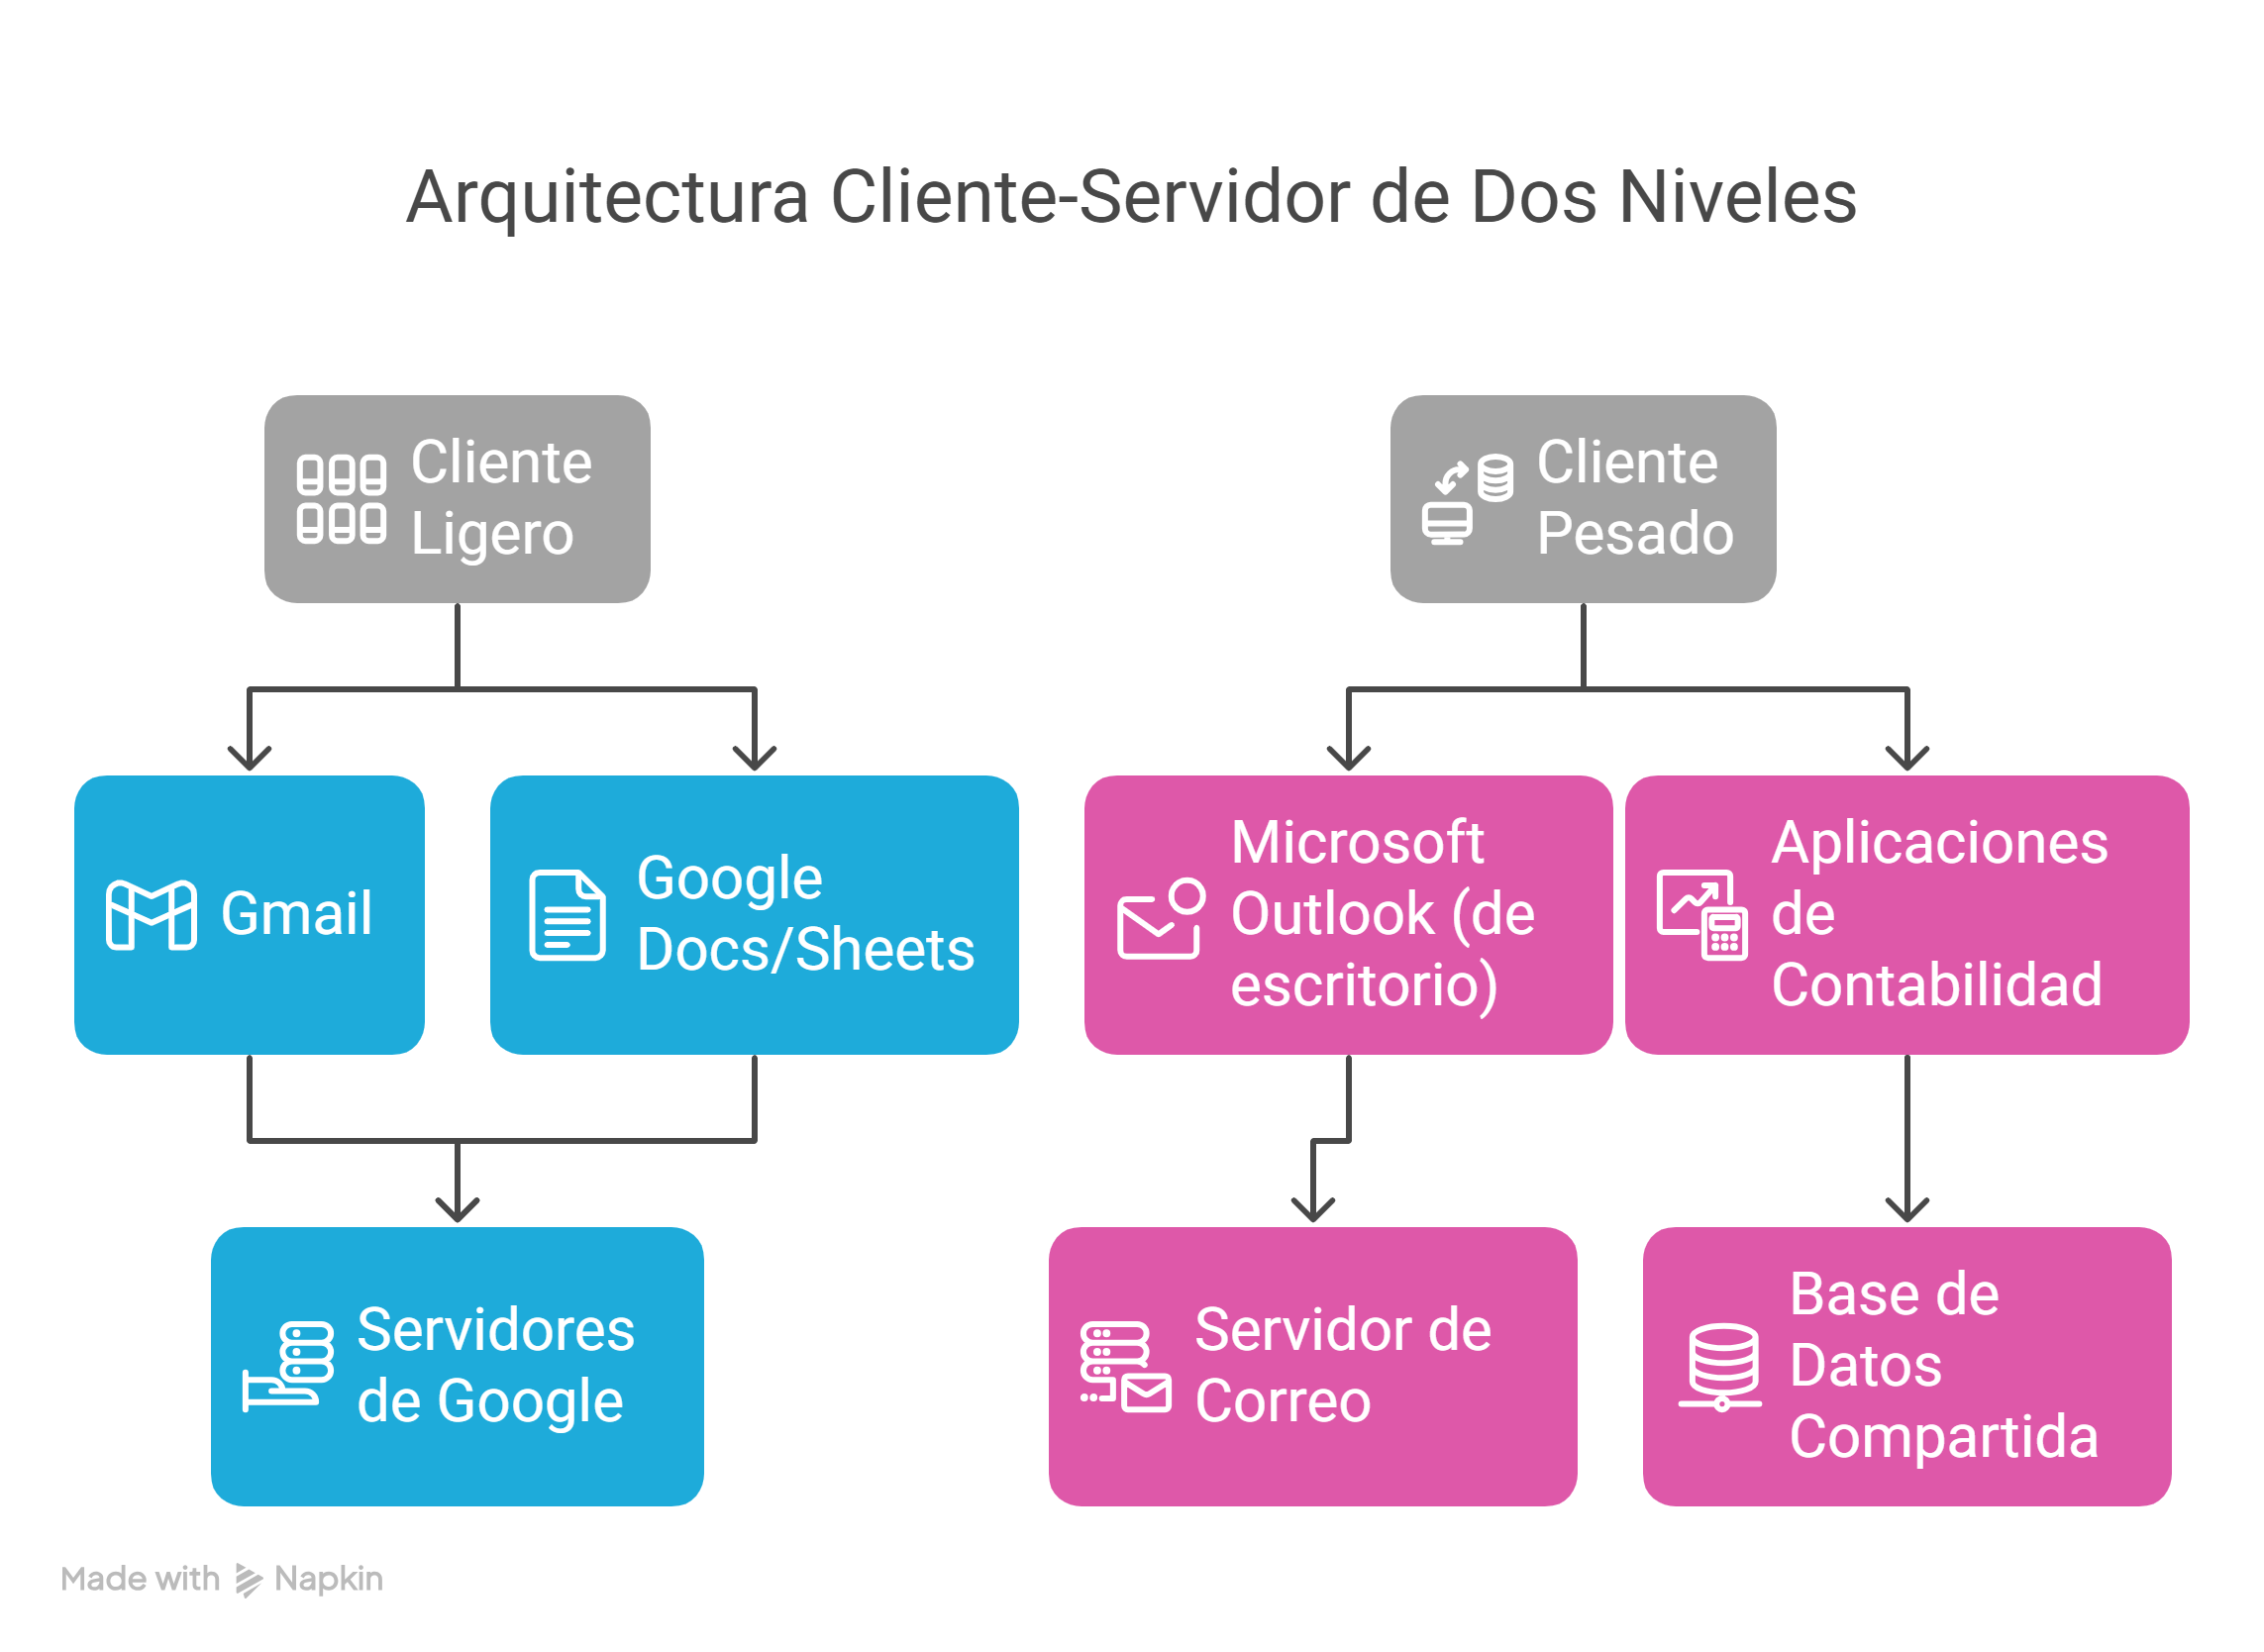 Arquitectura Cliente-Servidor de Dos Niveles
Cliente
Ligero
Cliente
Pesado
Gmail
Google
Docs/Sheets
Microsoft
Outlook (de
escritorio)
Aplicaciones
de
Contabilidad
Servidores
de Google
Servidor de
Correo
Base de
Datos
Compartida
Made with Napkin